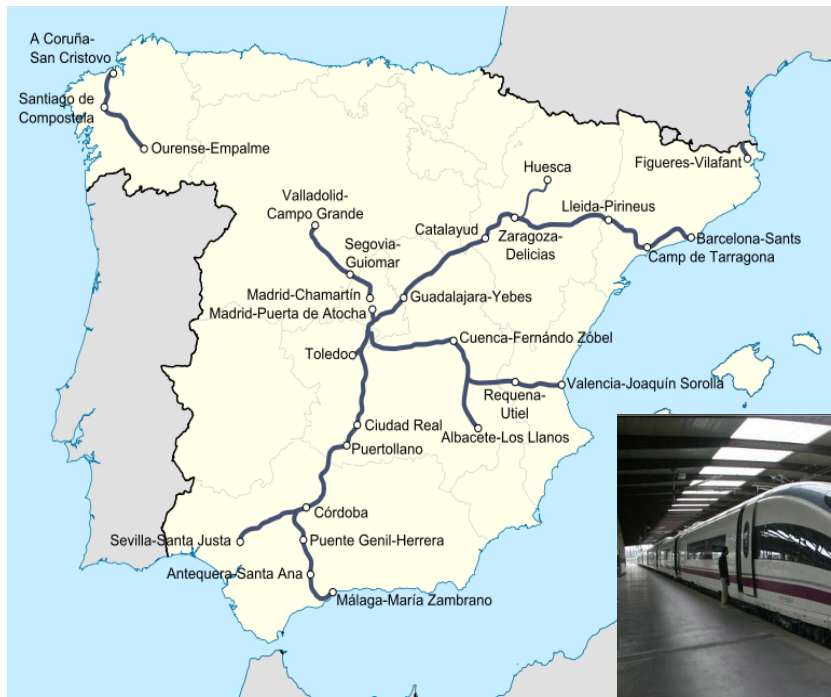 A Coruña-
San Cristovo
Santiago de
Compostela
Ourense-Empalme
Huesca
Figueres-Vilafant
Valladolid-
Campo Grande
Catalayud
Lleida-Pirineus
Zaragoza-
Delicias
Barcelona-Sants
Camp de Tarragona
Segovia-
Guiomar
Madrid-Chamartín
Guadalajara-Yebes
Madrid-Puerta de Atocha
Cuenca-Fernándo Zóbel
Toledo
Valencia-Joaquín Sorolla
Requena-
Utiel
Ciudad Real
Albacete-Los Llanos
Puertollano
Córdoba
Sevilla-Santa Justa
Puente Genil-Herrera
Antequera-Santa Ana
Málaga-María Zambrano